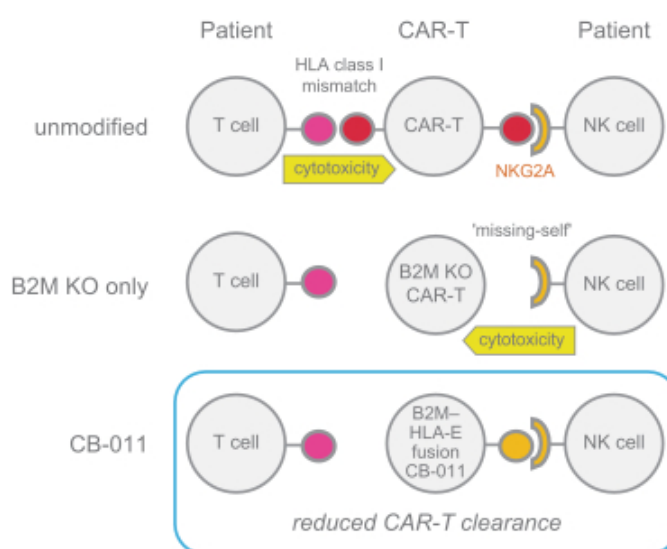 Patient CAR-T Patient
HLA class I
mismatch
unmodified
T cell
CAR-T
NK cell
cytotoxicity
NKG2A
'missing-self'
B2M KO only
T cell
B2M KO
CAR-T
NK cell
cytotoxicity
CB-011
T cell
B2M–
HLA-E
fusion
CB-011
NK cell
reduced CAR-T clearance